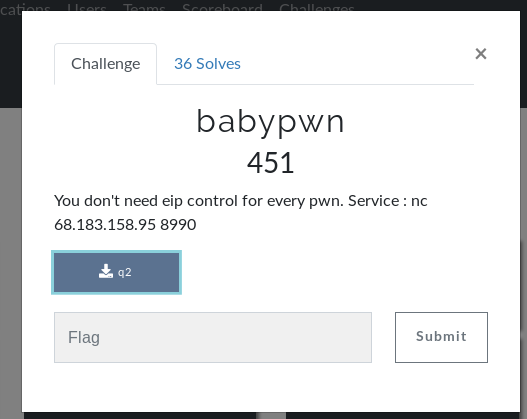 cations Users Teams Scoreboard Challenges
Challenge
36 Solves
×
babypwn
451
You don't need eip control for every pwn. Service : nc
68.183.158.95 8990
q2
Flag
Submit